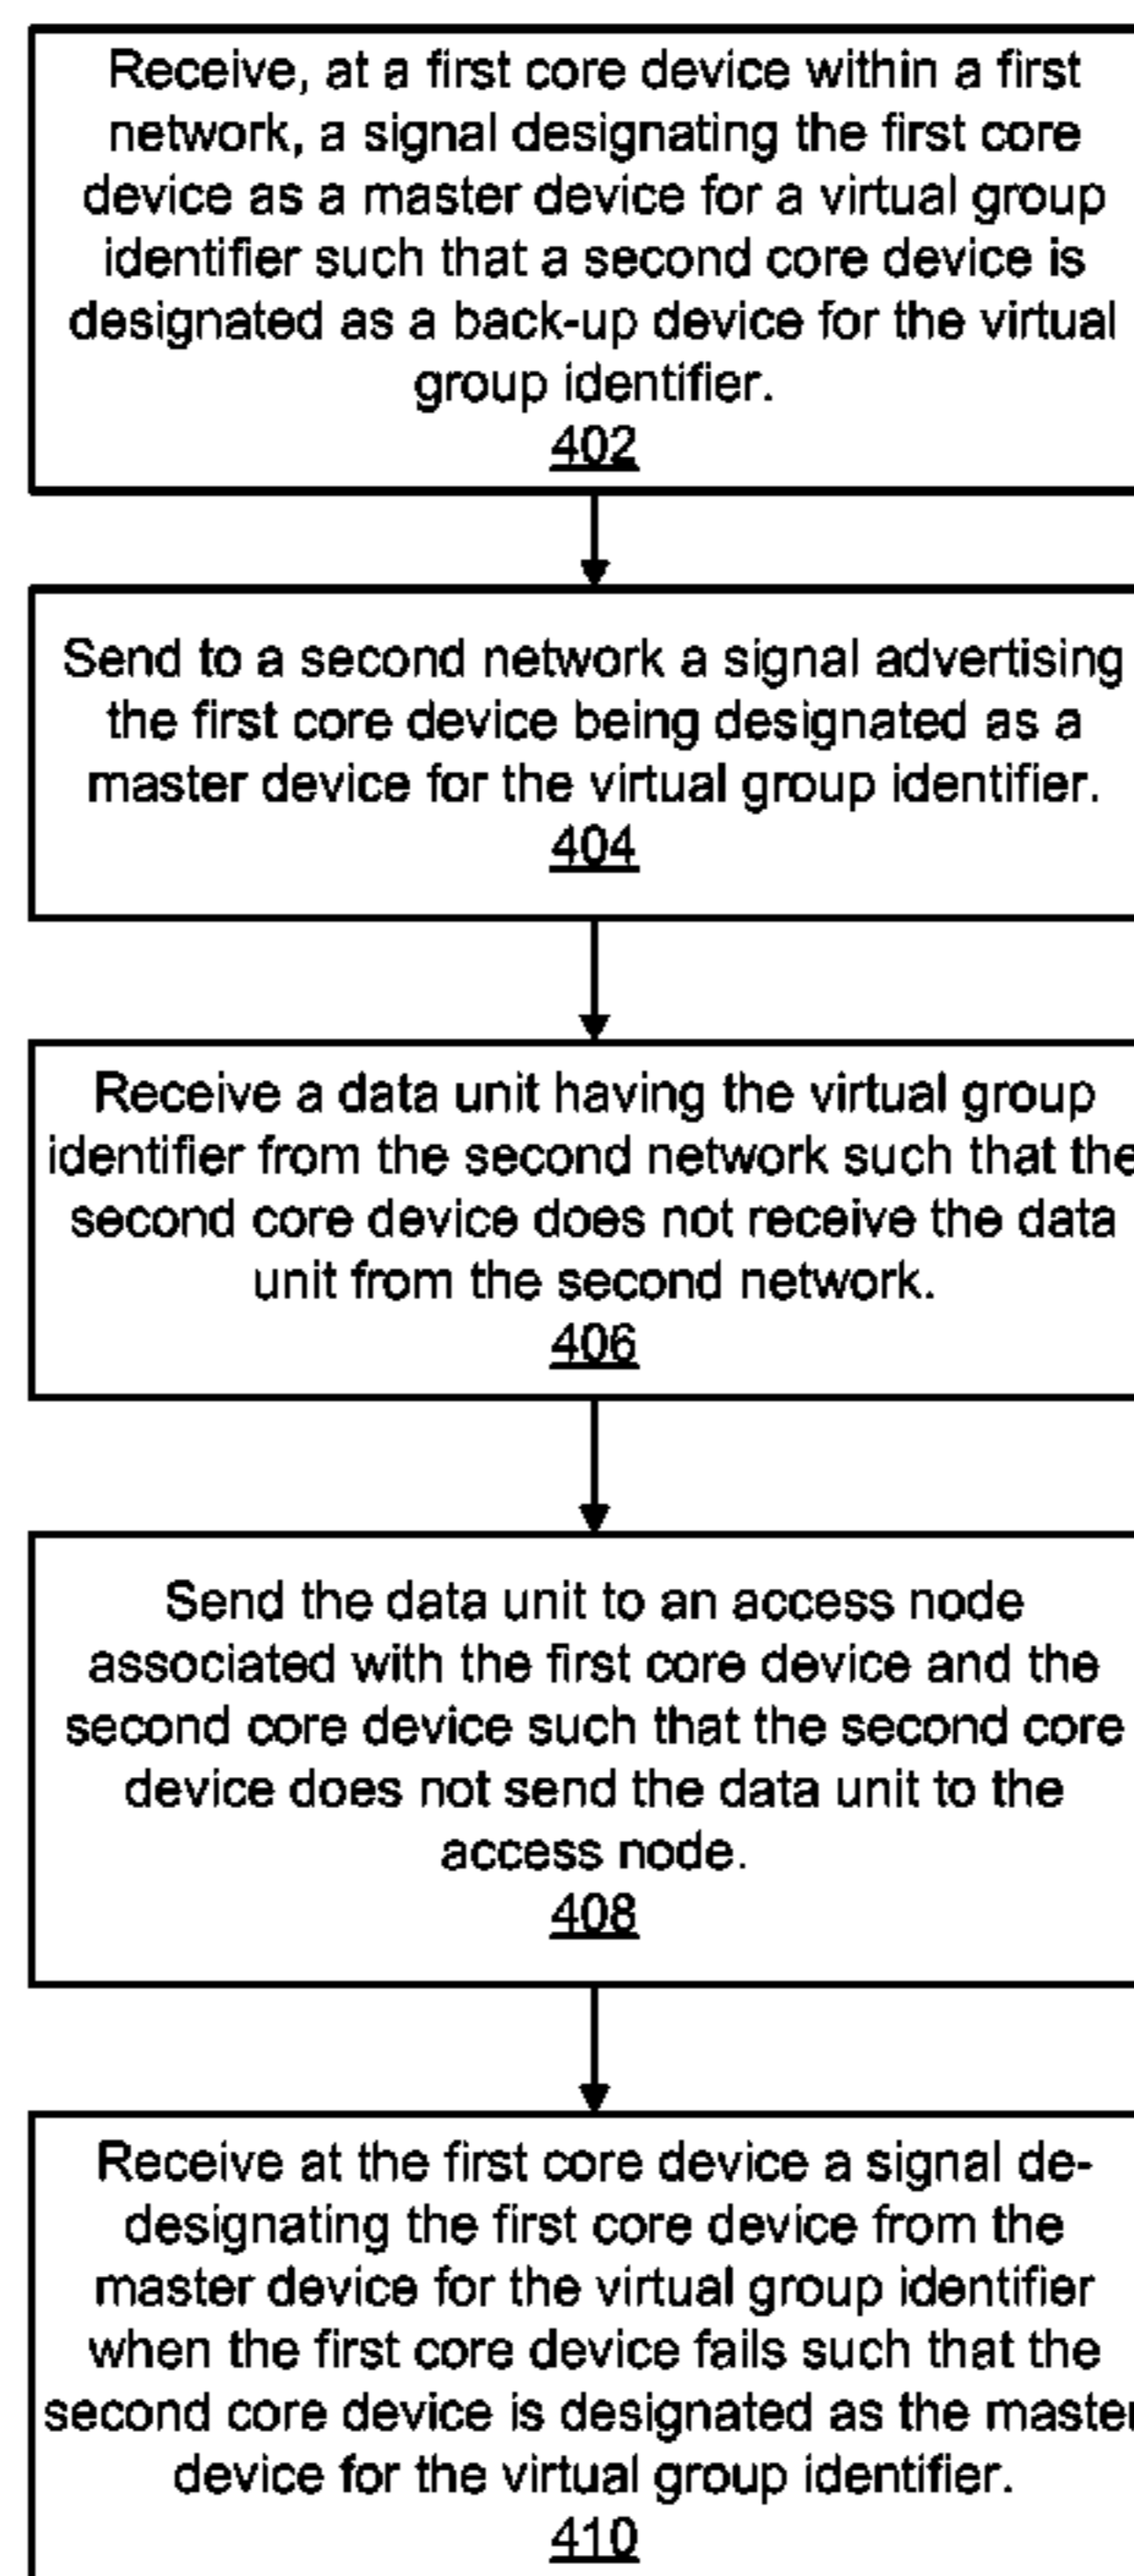 Receive, at a first core device within a first
network, a signal designating the first core
device as a master device for a virtual group
identifier such that a second core device is
designated as a back-up device for the virtual
group identifier.
402
Send to a second network a signal advertising
the first core device being designated as a
master device for the virtual group identifier.
404
Receive a data unit having the virtual group
identifier from the second network such that the
second core device does not receive the data
unit from the second network.
406
Send the data unit to an access node
associated with the first core device and the
second core device such that the second core
device does not send the data unit to the
access node.
408
Receive at the first core device a signal de-
designating the first core device from the
master device for the virtual group identifier
when the first core device fails such that the
second core device is designated as the master
device for the virtual group identifier.
410